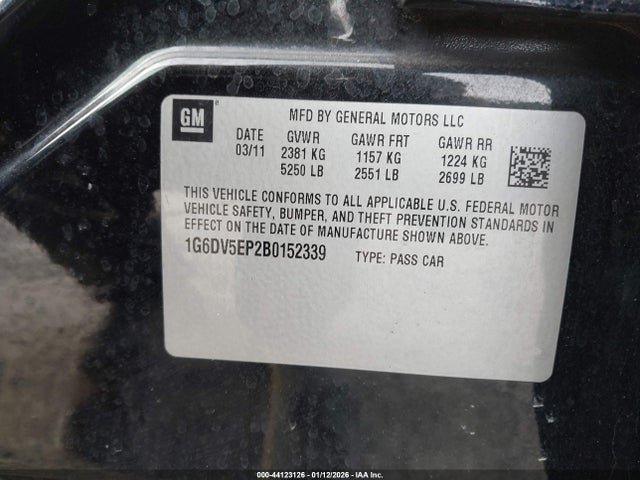 GM
MFD BY GENERAL MOTORS LLC
DATE GVWR GAWR FRT GAWR RR
03/11 2381 KG 1157 KG 1224 KG
5250 LB 2551 LB 2699 LB
THIS VEHICLE CONFORMS TO ALL APPLICABLE U.S. FEDERAL MOTOR
VEHICLE SAFETY, BUMPER, AND THEFT PREVENTION STANDARDS IN
EFFECT ON THE DATE OF MANUFACTURE SHOWN ABOVE.
1G6DV5EP2B0152339 TYPE: PASS CAR
000-44123126 - 01/12/2026 - IAA Inc.